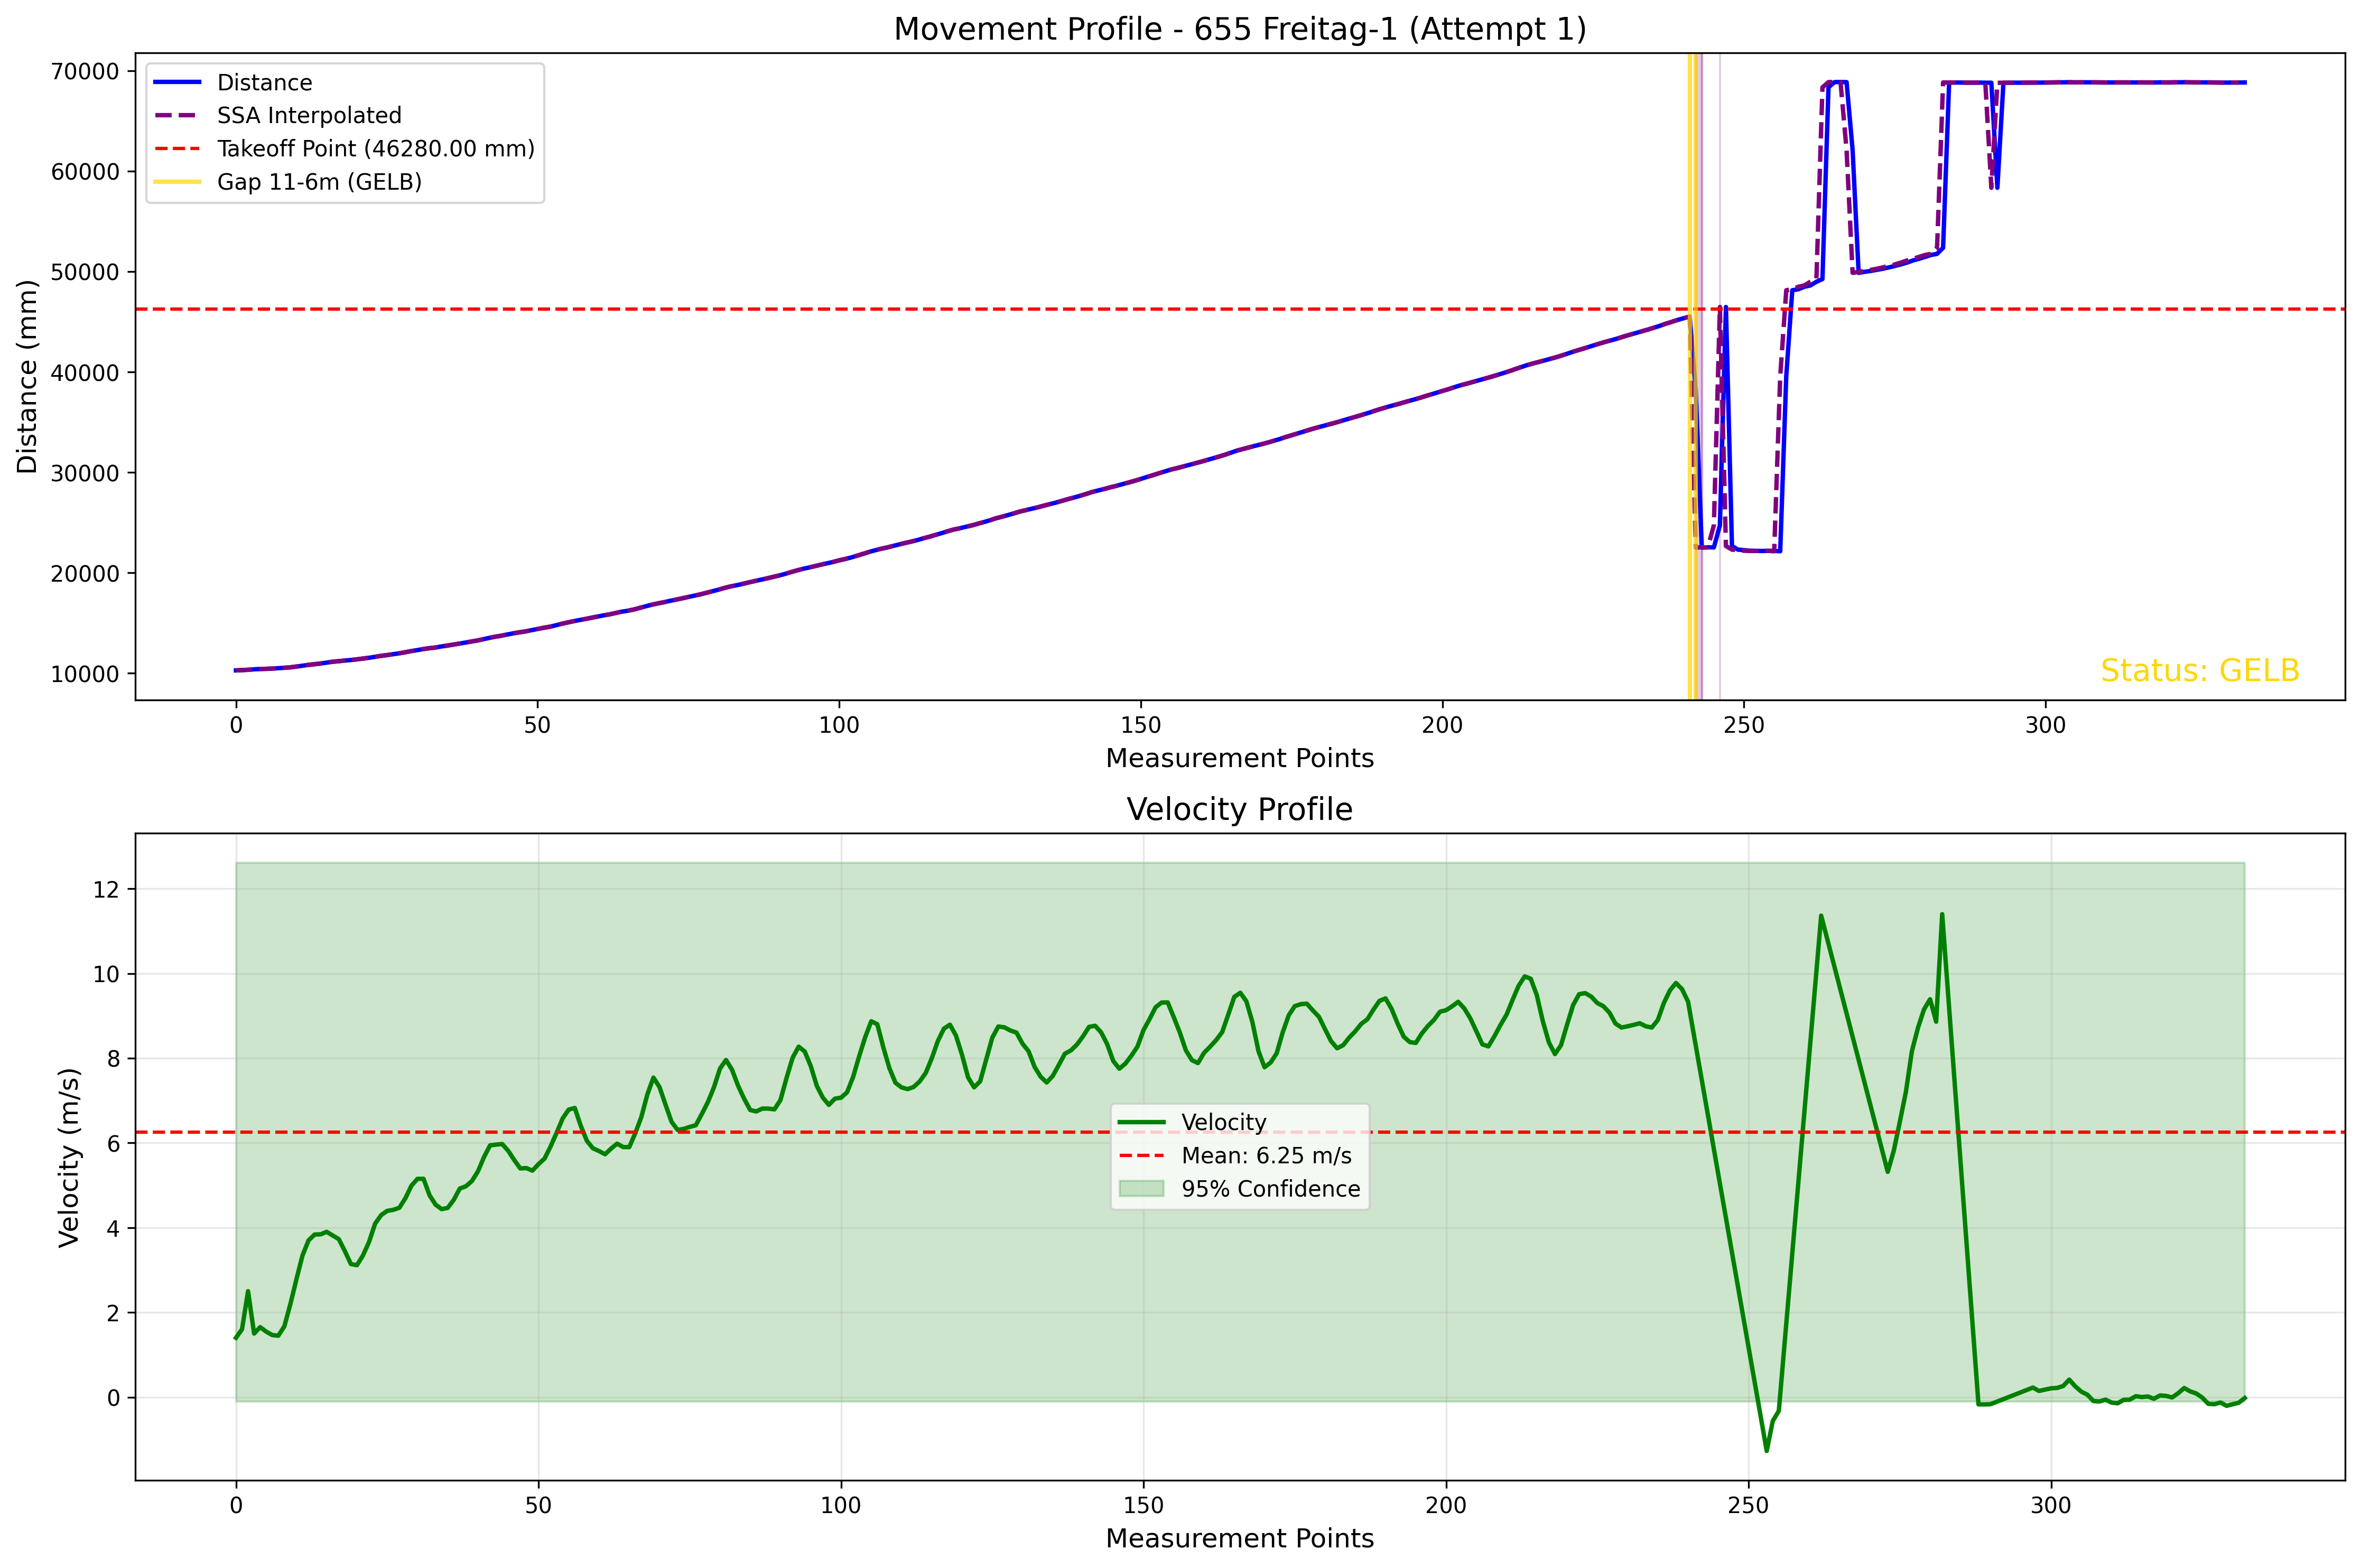 Movement Profile - 655 Freitag-1 (Attempt 1)
Distance
SSA Interpolated
Takeoff Point (46280.00 mm)
Gap 11-6m (GELB)
Distance (mm)
70000
60000
50000
40000
30000
20000
10000
Status: GELB
0 50 100 150 200 250 300
Measurement Points
Velocity Profile
Velocity (m/s)
12
10
8
6
4
2
0
Velocity
Mean: 6.25 m/s
95% Confidence
0 50 100 150 200 250 300
Measurement Points